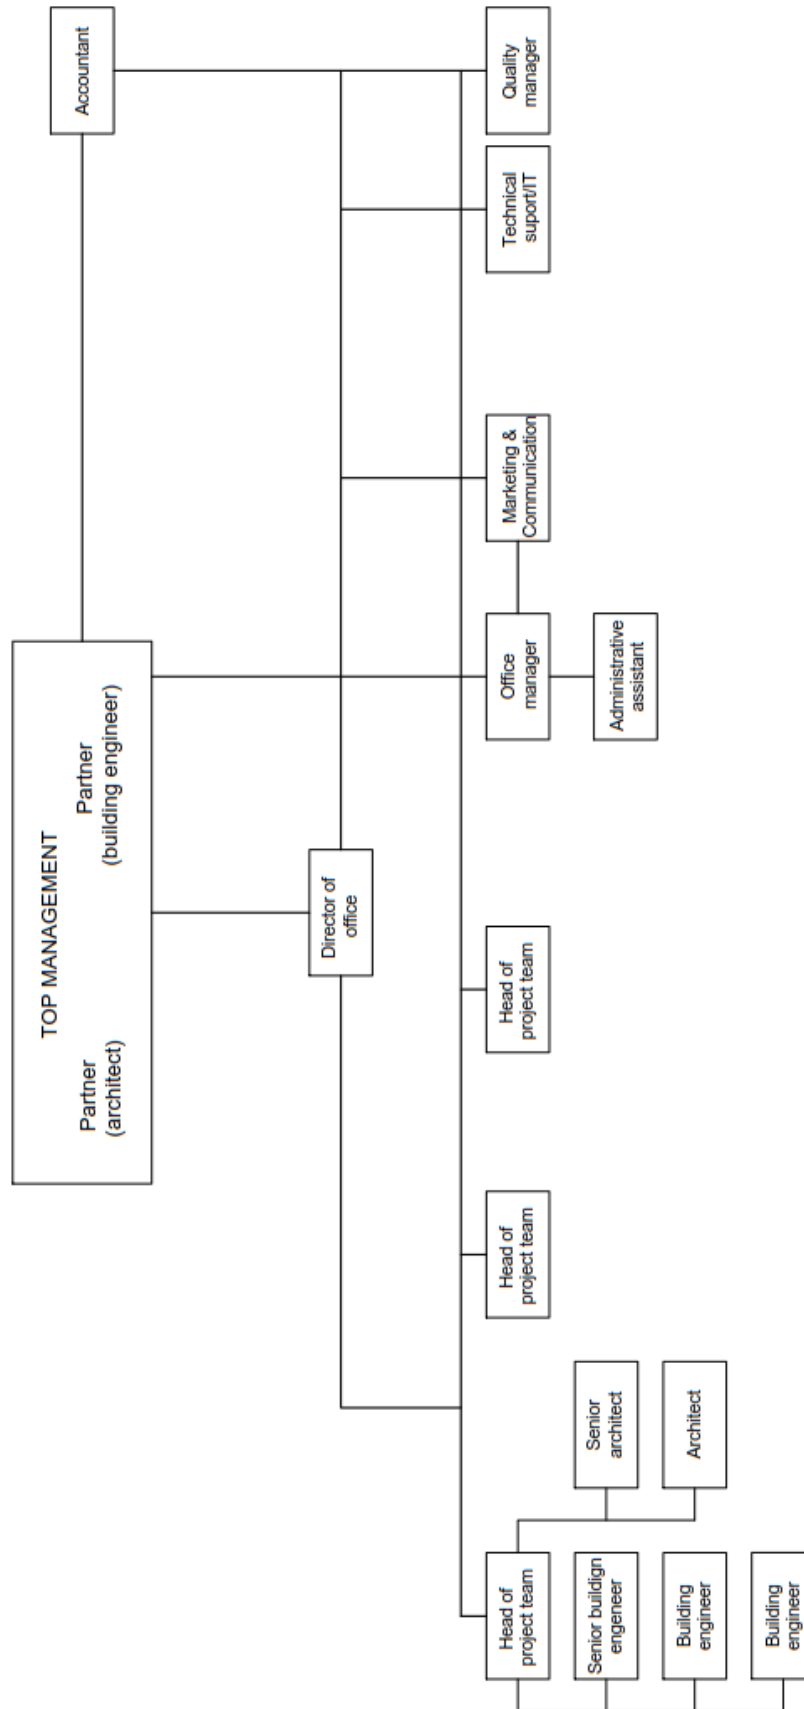 TOP MANAGEMENT
Partner
(architect)
Partner
(building engineer)
Accountant
Director of
office
Head of
project team
Head of
project team
Head of
project team
Office
manager
Marketing &
Communication
Technical
suport/IT
Quality
manager
Senior buildign
engeneer
Senior
architect
Administrative
assistant
Building
engineer
Architect
Building
engineer